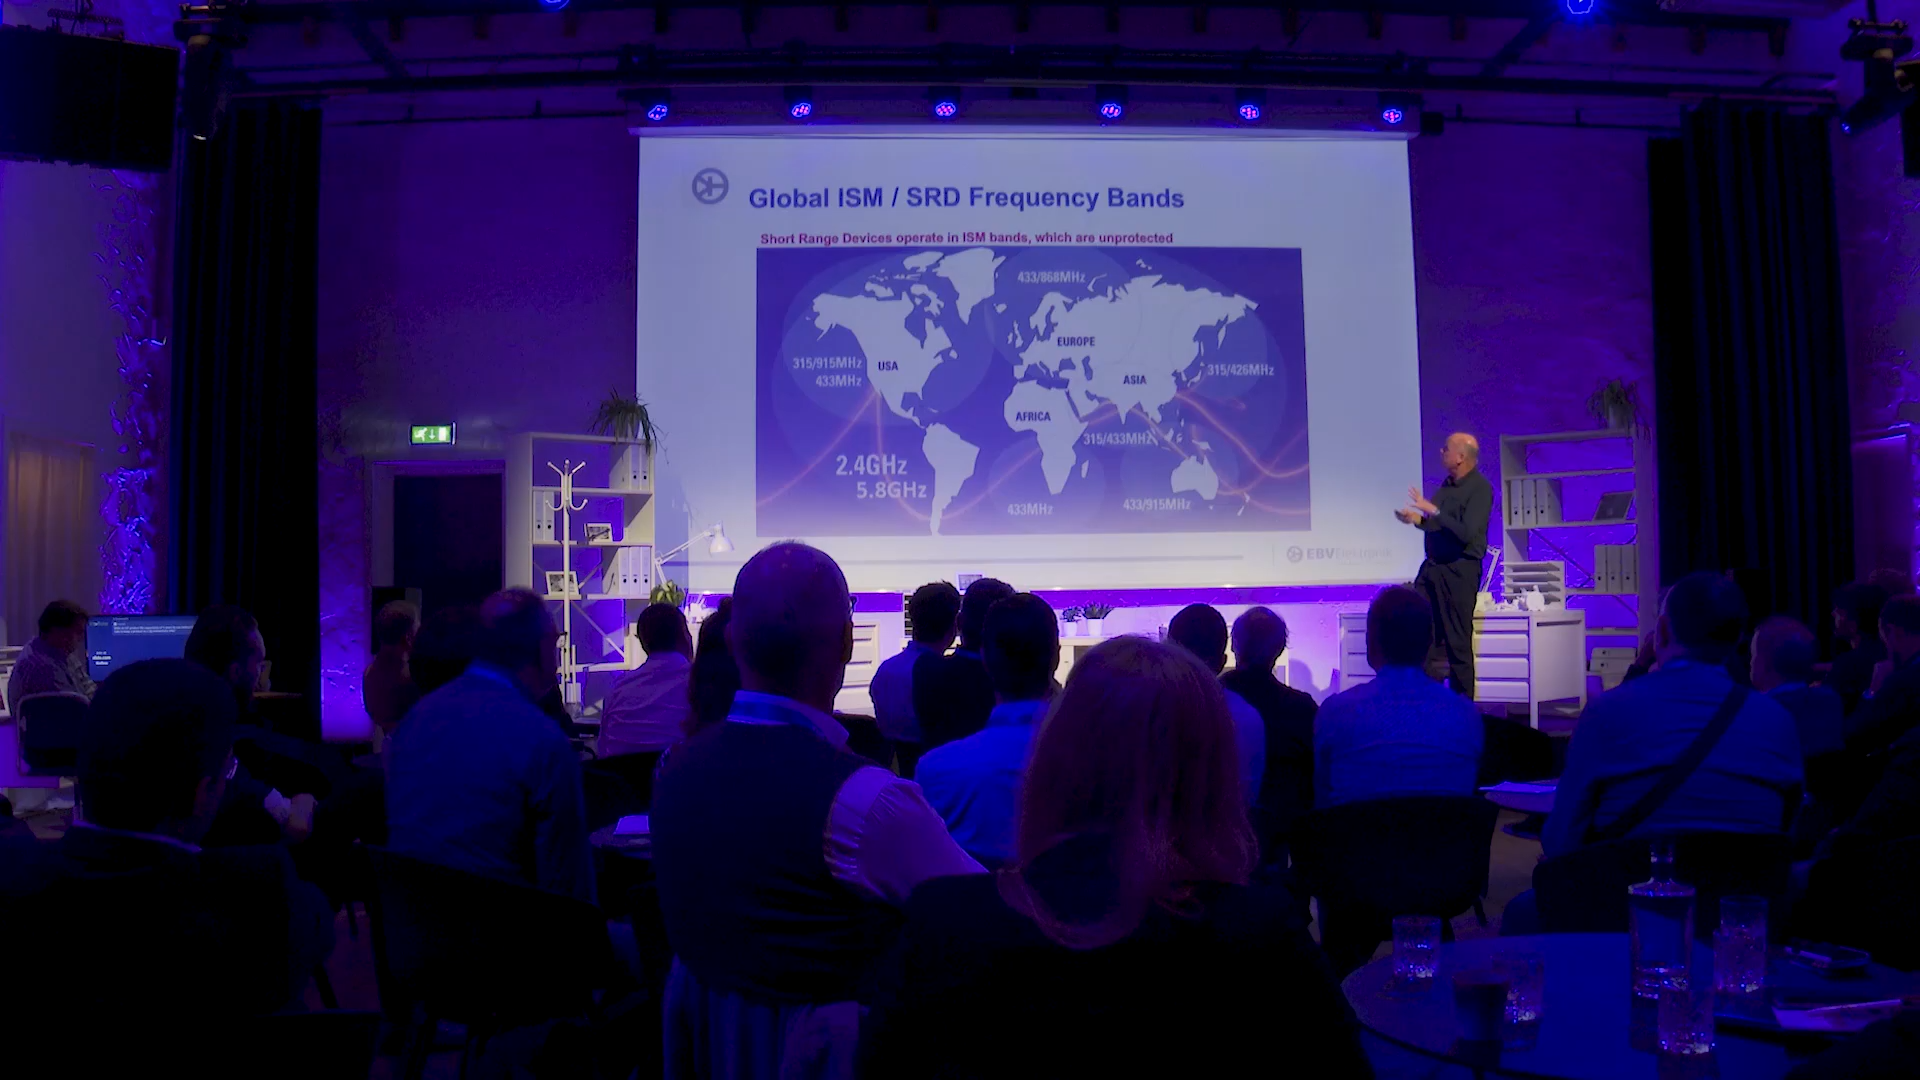 Global ISM / SRD Frequency Bands
Short Range Devices operate in ISM bands, which are unprotected
433/868MHz
EUROPE
315/915MHz
USA
433MHz
ASIA
315/426MHz
AFRICA
315/433MHz
2.4GHz
5.8GHz
433MHz
433/915MHz
EBV Elektronik